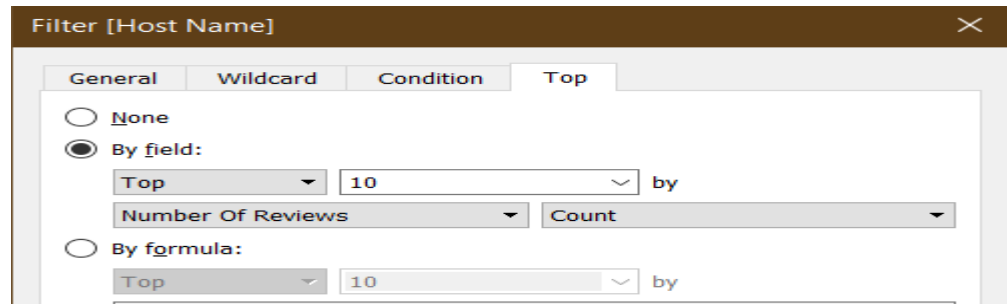 Filter [Host Name]
General Wildcard Condition Top
None
By field:
Top 10 by
Number Of Reviews Count
By formula:
Top 10 by